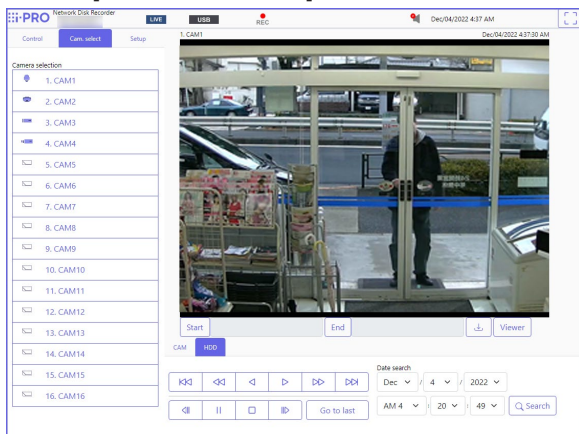 i-PRO Network Disk Recorder
LIVE
USB
REC
Dec/04/2022 4:37 AM
Control
Cam. select
Setup
1. CAM1
Dec/04/2022 4:37:30 AM
Camera selection
1. CAM1
2. CAM2
3. CAM3
4. CAM4
5. CAM5
6. CAM6
7. CAM7
8. CAM8
9. CAM9
10. CAM10
11. CAM11
12. CAM12
13. CAM13
14. CAM14
15. CAM15
16. CAM16
Start
End
Viewer
CAM
HDD
Go to last
Date search
Dec / 4 / 2022
AM 4 : 20 : 49
Search